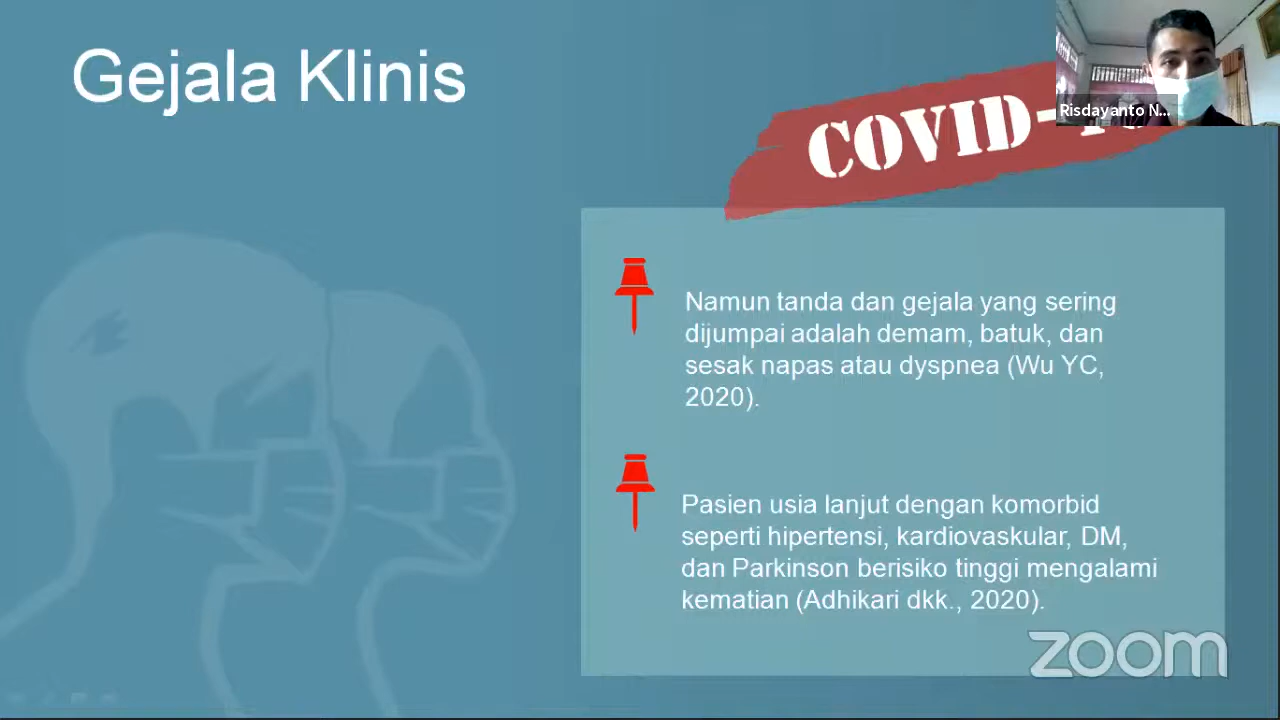 Gejala Klinis
COVID-
Risdayanto N...
Namun tanda dan gejala yang sering
dijumpai adalah demam, batuk, dan
sesak napas atau dyspnea (Wu YC,
2020).
Pasien usia lanjut dengan komorbid
seperti hipertensi, kardiovaskular, DM,
dan Parkinson berisiko tinggi mengalami
kematian (Adhikari dkk., 2020).
zoom